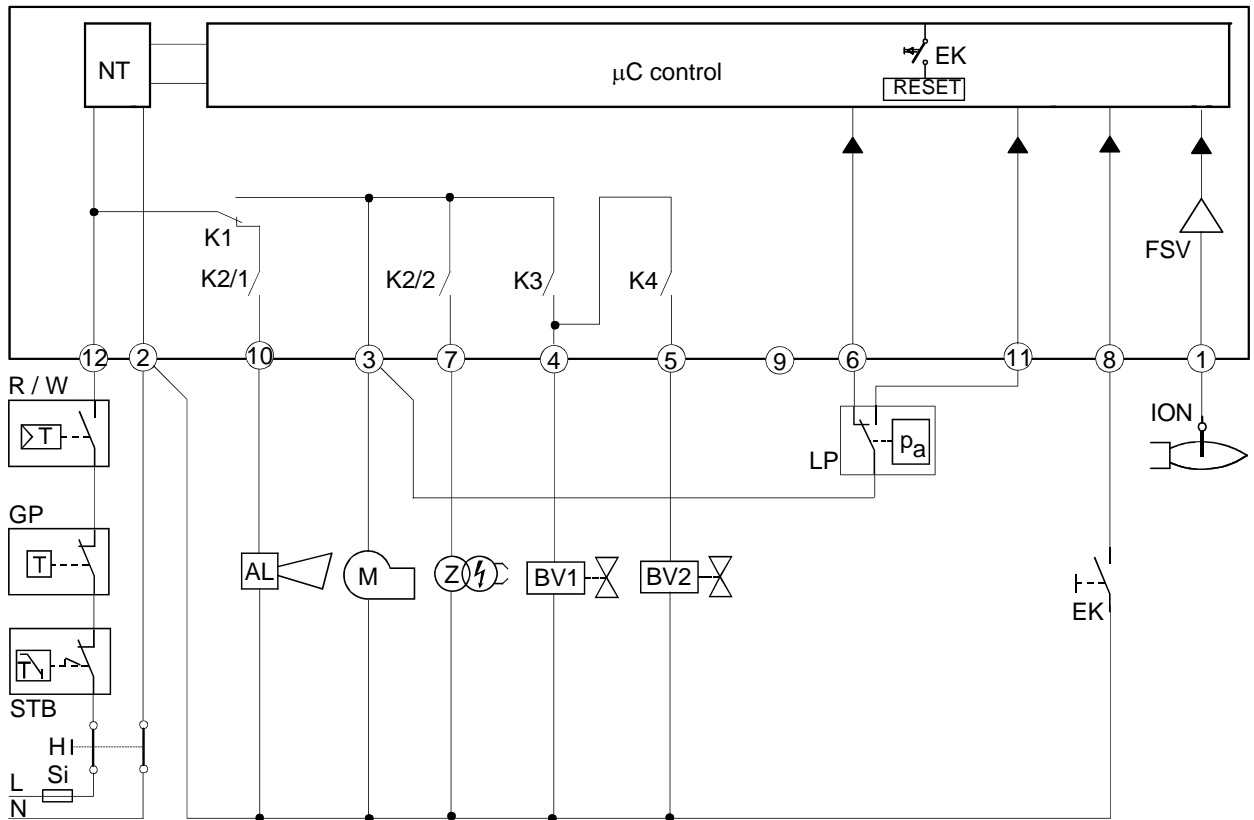 NT
μC control
EK
RESET
K1
K2/1
K2/2
K3
K4
FSV
12
2
10
3
7
4
5
9
6
11
8
1
R / W
T
LP
pa
ION
GP
T
AL
M
Z
BV1
BV2
EK
T
STB
H
Si
L
N